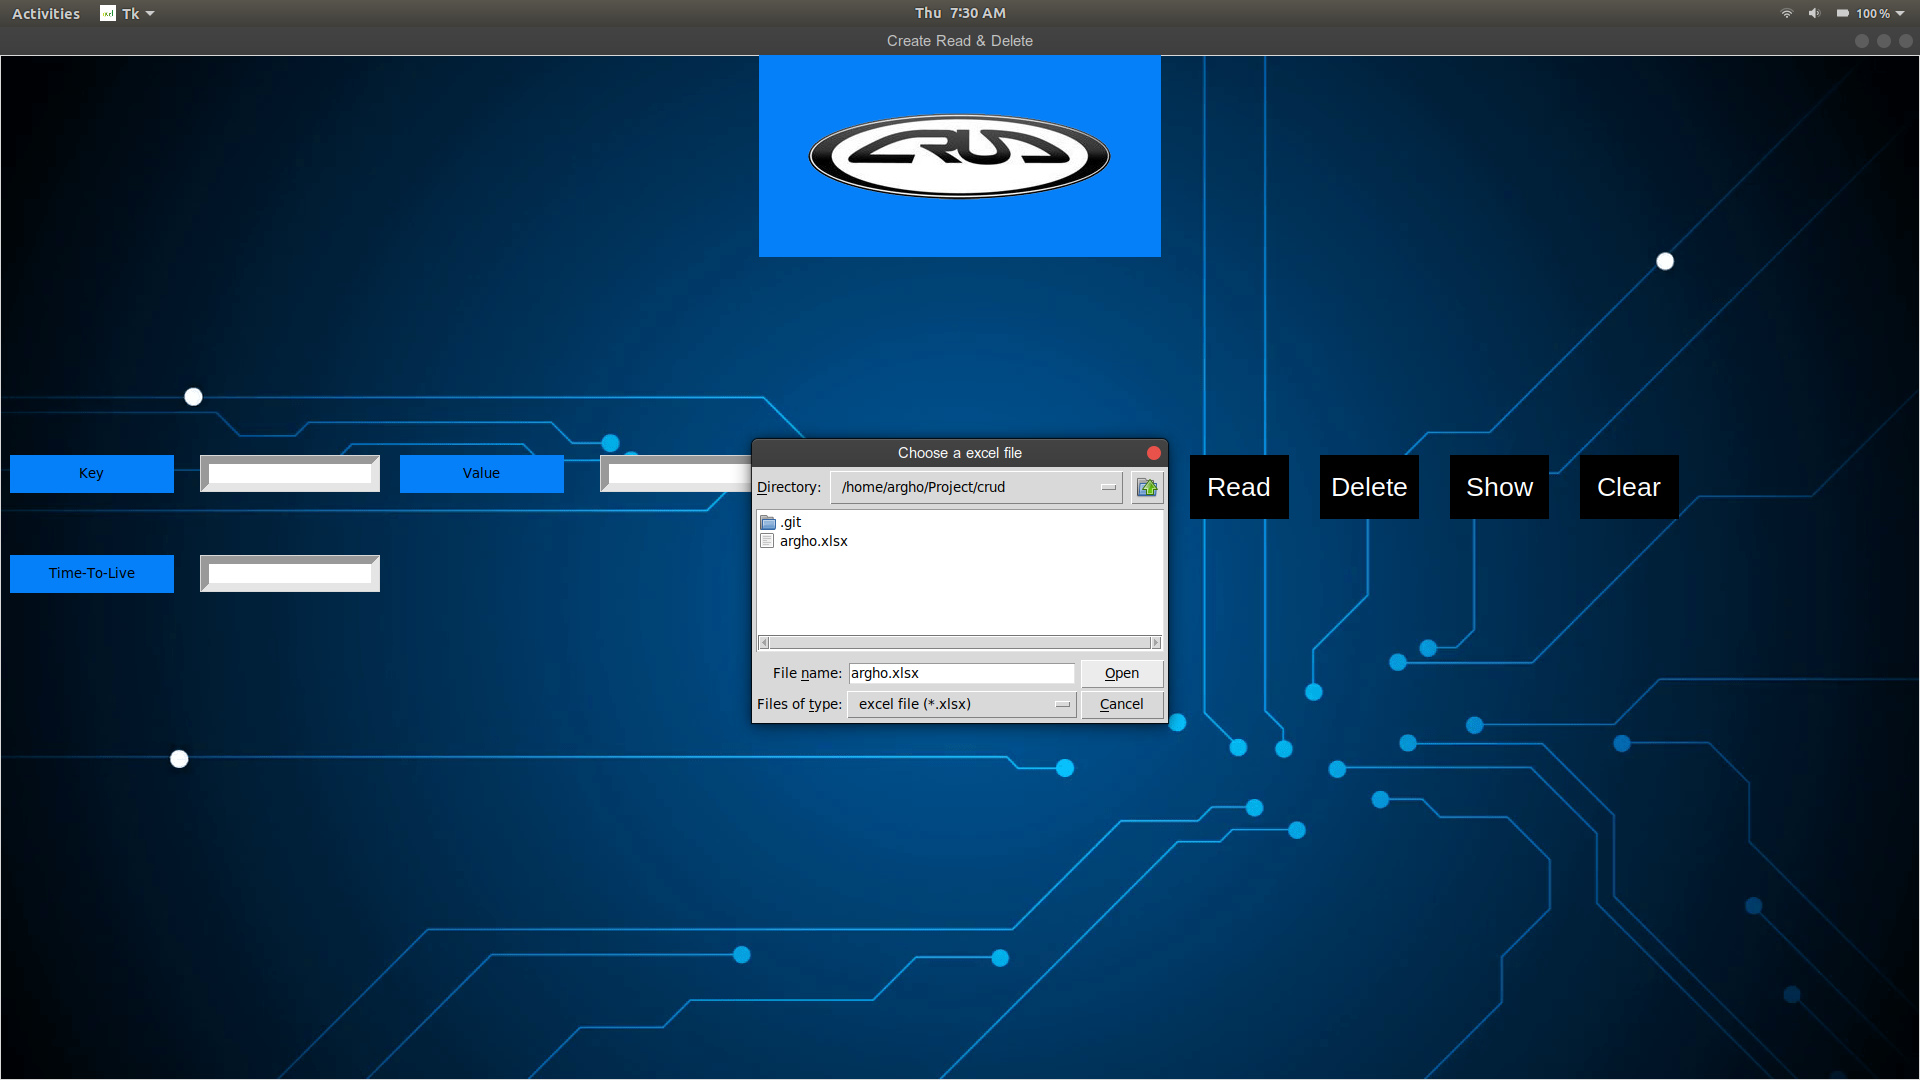 Activities Tk Thu 7:30 AM 100%
Create Read & Delete
CRUD
Choose a excel file
Key Value Read Delete Show Clear
Directory: /home/argho/Project/crud
.git
argho.xlsx
Time-To-Live
File name: argho.xlsx Open
Files of type: excel file (*.xlsx) Cancel